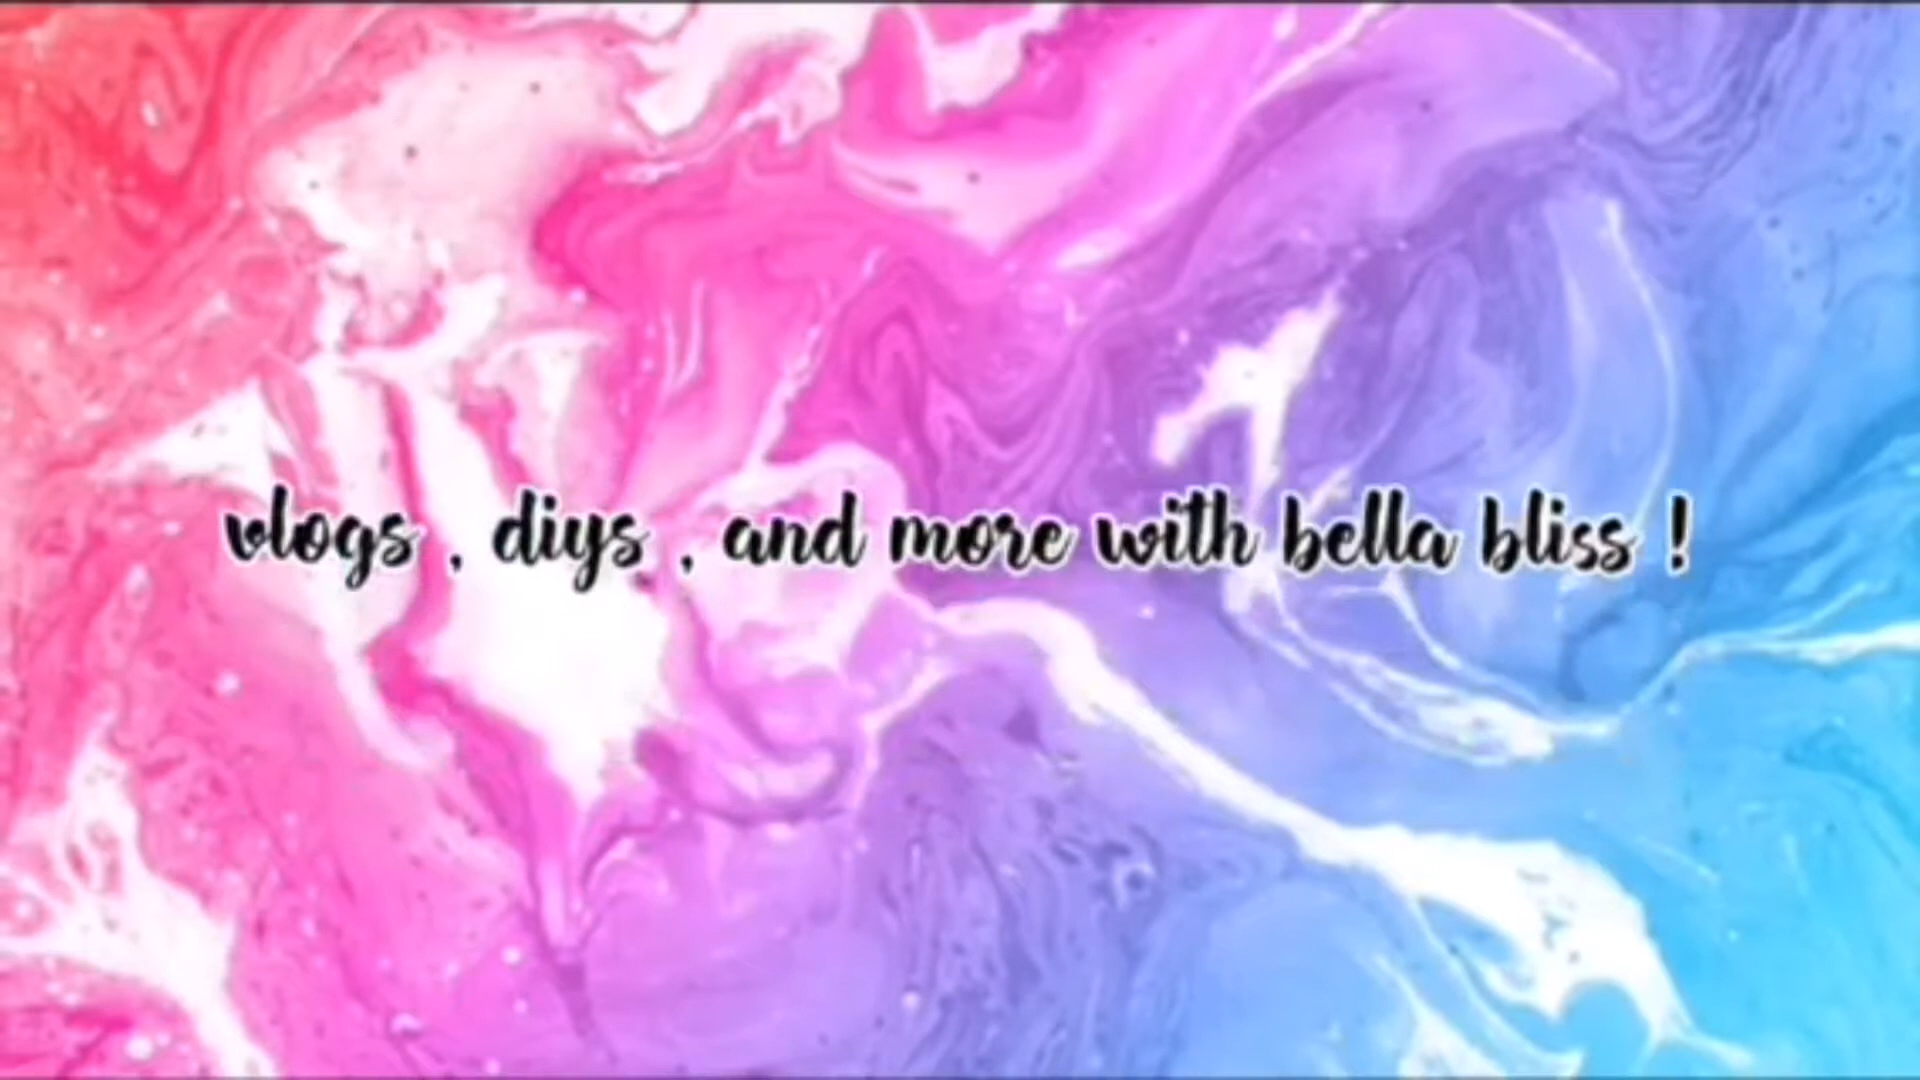 vlogs , diys , and more with bella bliss !